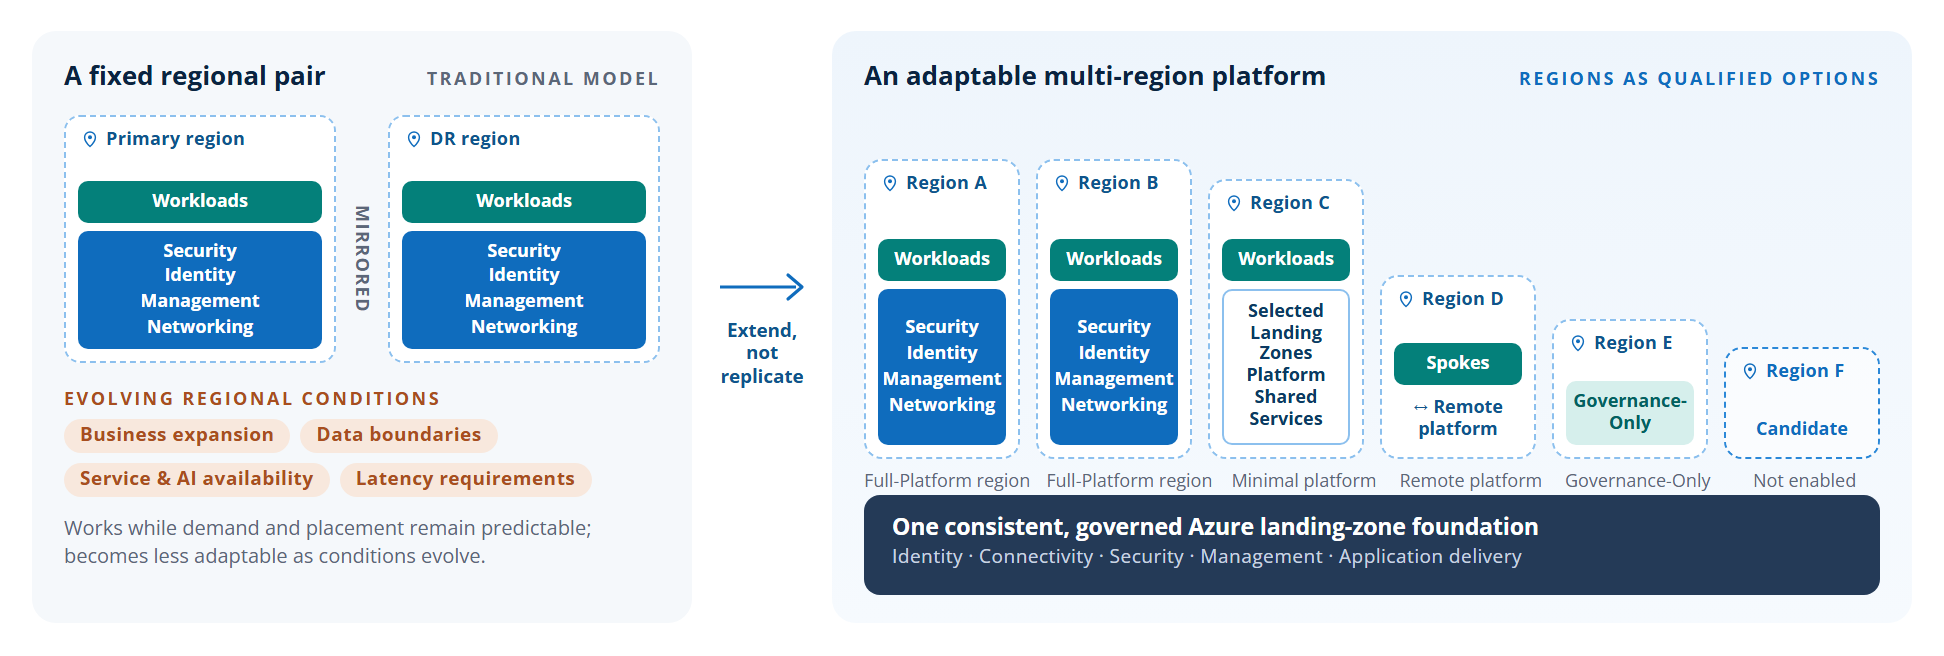 A fixed regional pair
TRADITIONAL MODEL
Primary region
Workloads
Security
Identity
Management
Networking
MIRRORED
DR region
Workloads
Security
Identity
Management
Networking
EVOLVING REGIONAL CONDITIONS
Business expansion
Data boundaries
Service & AI availability
Latency requirements
Works while demand and placement remain predictable;
becomes less adaptable as conditions evolve.
Extend,
not
replicate
An adaptable multi-region platform
REGIONS AS QUALIFIED OPTIONS
Region A
Workloads
Security
Identity
Management
Networking
Full-Platform region
Region B
Workloads
Security
Identity
Management
Networking
Full-Platform region
Region C
Workloads
Selected
Landing
Zones
Platform
Shared
Services
Minimal platform
Region D
Spokes
↔ Remote
platform
Remote platform
Region E
Governance-
Only
Governance-Only
Region F
Candidate
Not enabled
One consistent, governed Azure landing-zone foundation
Identity · Connectivity · Security · Management · Application delivery